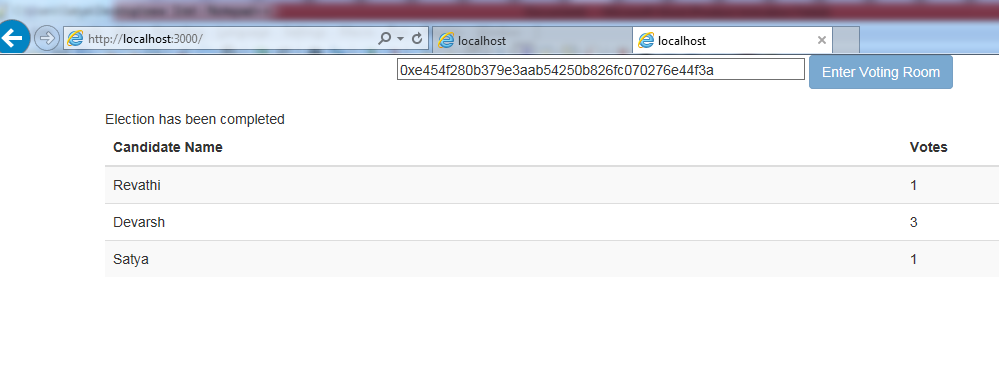 http://localhost:3000/
localhost
localhost
0xe454f280b379e3aab54250b826fc070276e44f3a
Enter Voting Room
Election has been completed
Candidate Name Votes
Revathi 1
Devarsh 3
Satya 1